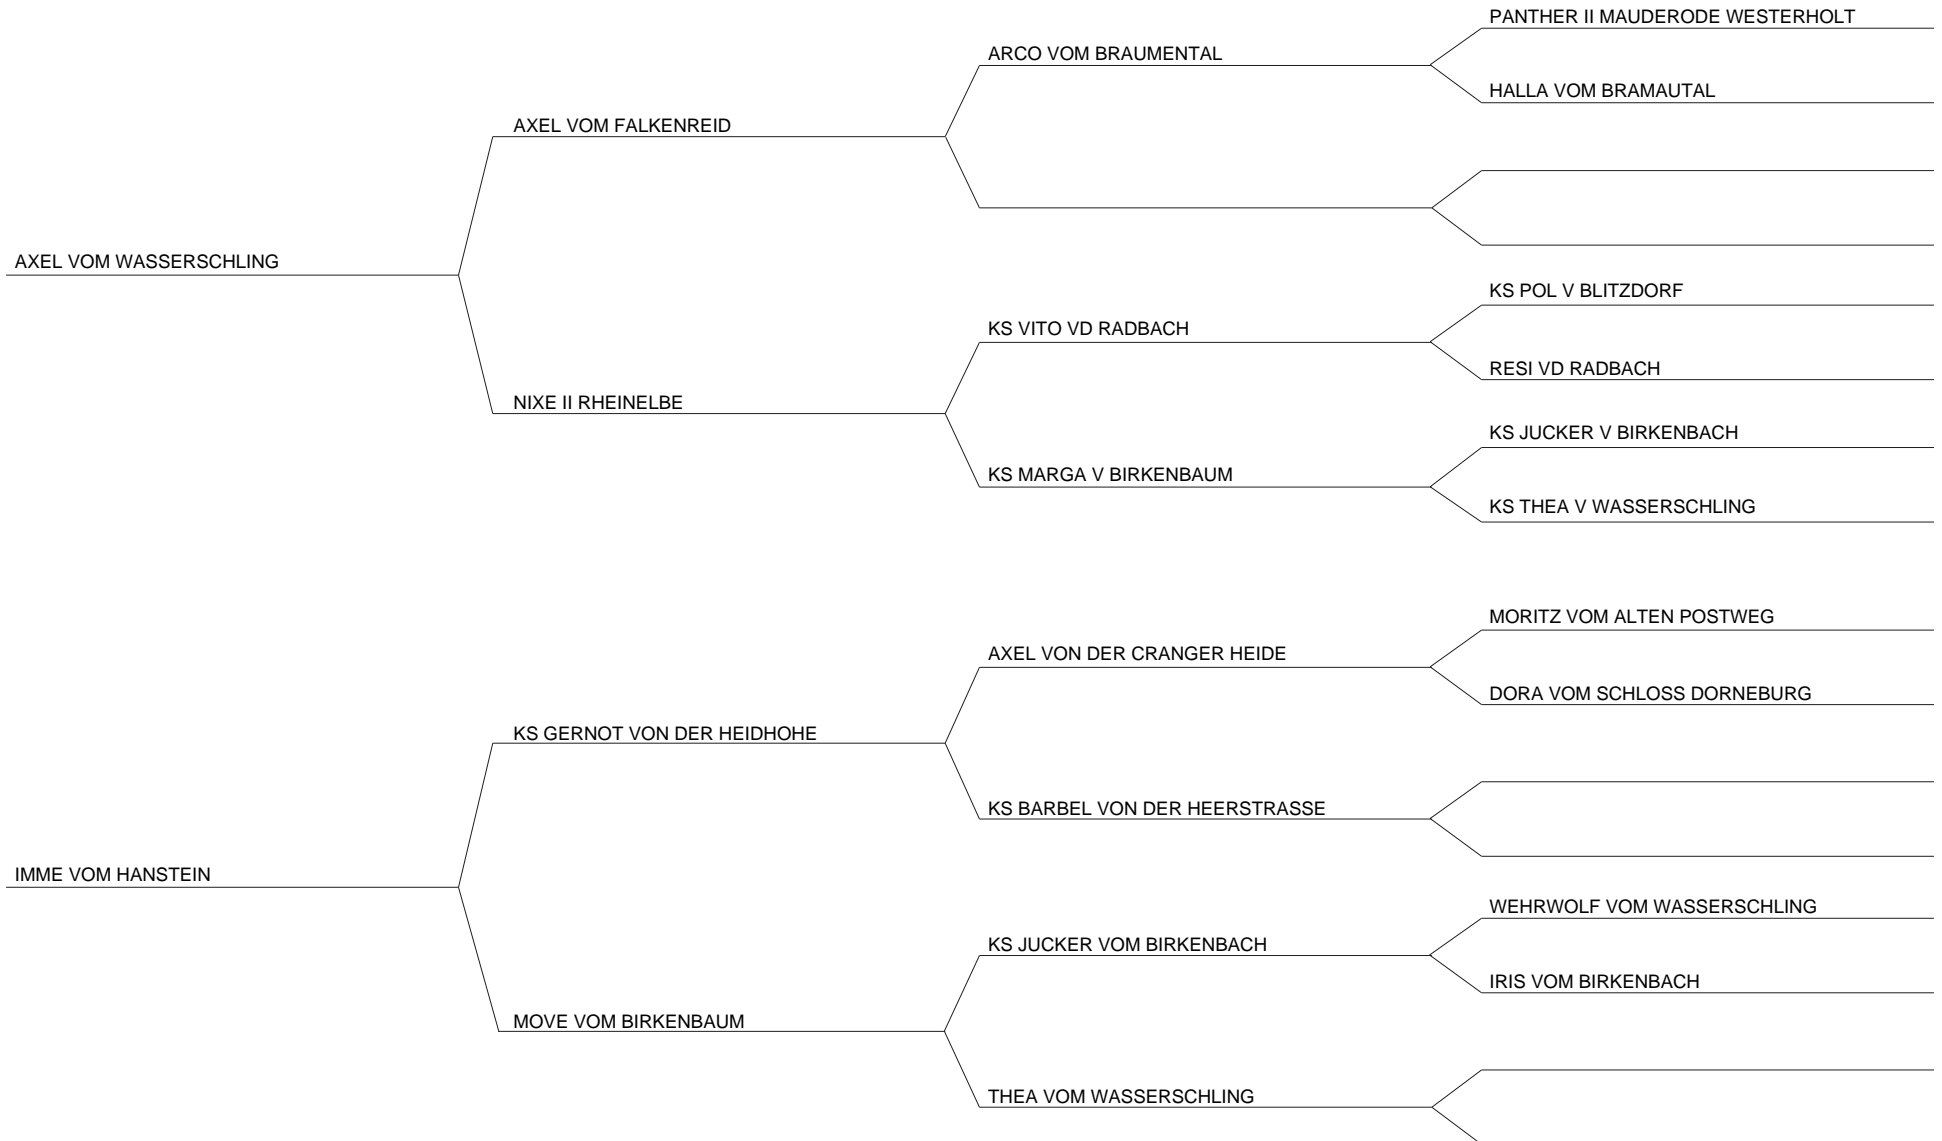 PANTHER II MAUDERODE WESTERHOLT
ARCO VOM BRAUMENTAL
HALLA VOM BRAMAUTAL
AXEL VOM FALKENREID
AXEL VOM WASSERSCHLING
KS POL V BLITZDORF
KS VITO VD RADBACH
RESI VD RADBACH
NIXE II RHEINELBE
KS JUCKER V BIRKENBACH
KS MARGA V BIRKENBAUM
KS THEA V WASSERSCHLING
MORITZ VOM ALTEN POSTWEG
AXEL VON DER CRANGER HEIDE
DORA VOM SCHLOSS DORNEBURG
KS GERNOT VON DER HEIDHOHE
KS BARBEL VON DER HEERSTRASSE
IMME VOM HANSTEIN
WEHRWOLF VOM WASSERSCHLING
KS JUCKER VOM BIRKENBACH
IRIS VOM BIRKENBACH
MOVE VOM BIRKENBAUM
THEA VOM WASSERSCHLING